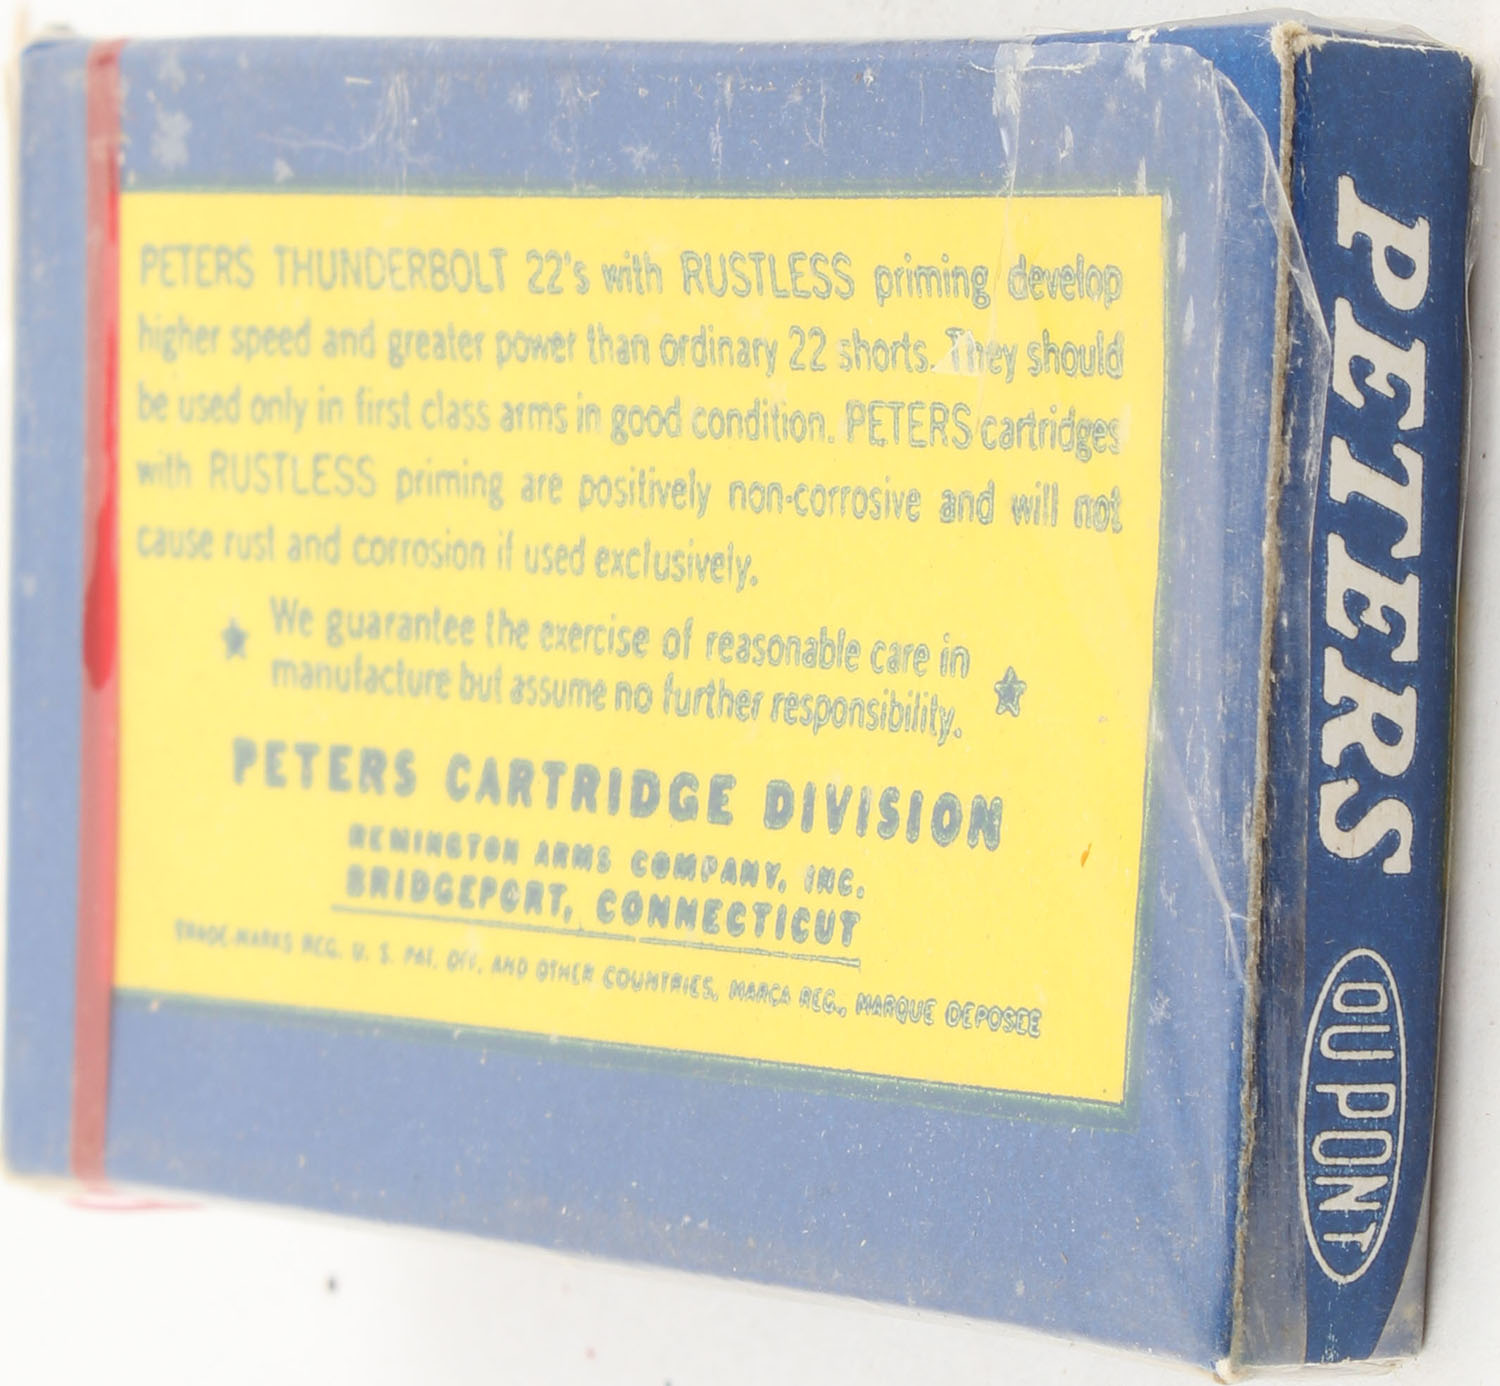 PETERS THUNDERBOLT 22's with RUSTLESS priming develop
higher speed and greater power than ordinary 22 shorts. They should
be used only in first class arms in good condition. PETERS cartridges
with RUSTLESS priming are positively non-corrosive and will not
cause rust and corrosion if used exclusively.
We guarantee the exercise of reasonable care in
manufacture but assume no further responsibility.
PETERS CARTRIDGE DIVISION
REMINGTON ARMS COMPANY, INC.
BRIDGEPORT, CONNECTICUT
TRADE-MARKS REG. U. S. PAT. OFF. AND OTHER COUNTRIES, MARCA REG., MARQUE DEPOSEE
PETERS
DU PONT